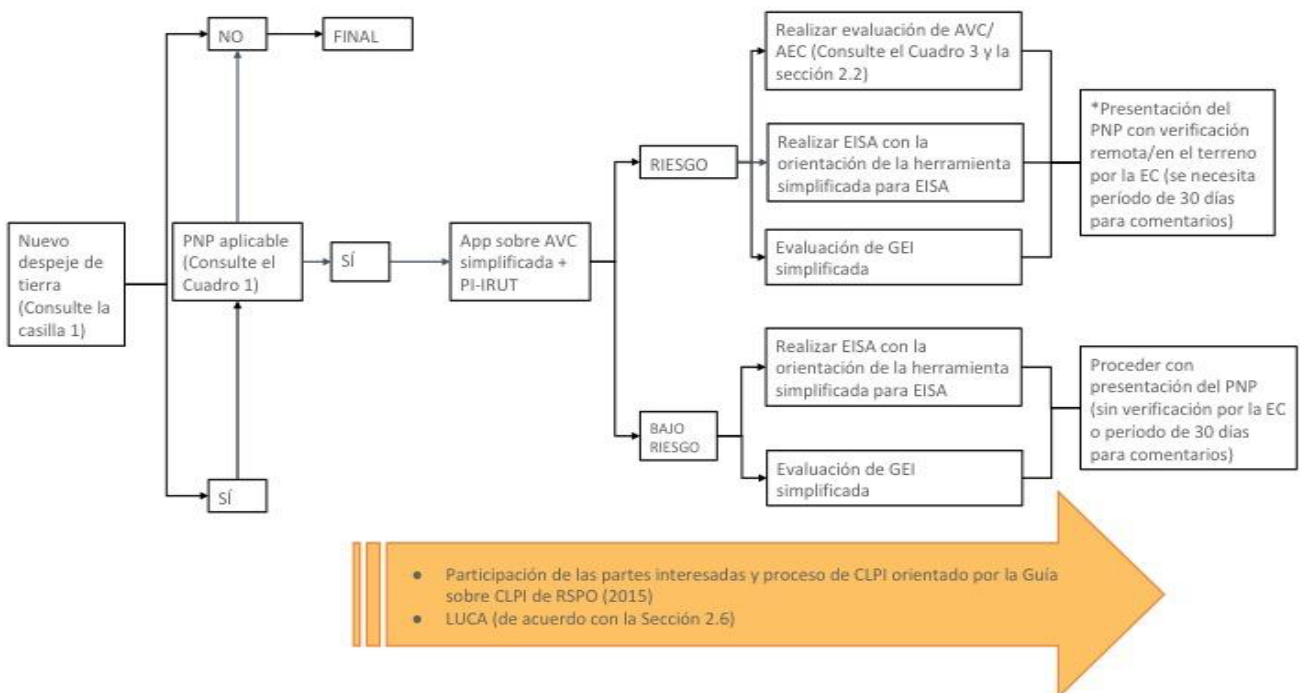 NO
FINAL
Nuevo
despeje de
tierra
(Consulte la
casilla 1)
PNP aplicable
(Consulte el
Cuadro 1)
SÍ
SÍ
App sobre AVC
simplificada +
PI-IRUT
RIESGO
Realizar evaluación de AVC/
AEC (Consulte el Cuadro 3 y la
sección 2.2)
Realizar EISA con la
orientación de la herramienta
simplificada para EISA
Evaluación de GEI
simplificada
*Presentación del
PNP con verificación
remota/en el terreno
por la EC (se necesita
período de 30 días
para comentarios)
BAJO
RIESGO
Realizar EISA con la
orientación de la herramienta
simplificada para EISA
Evaluación de GEI
simplificada
Proceder con
presentación del PNP
(sin verificación por la EC
o período de 30 días
para comentarios)
● Participación de las partes interesadas y proceso de CLPI orientado por la Guía
sobre CLPI de RSPO (2015)
● LUCA (de acuerdo con la Sección 2.6)